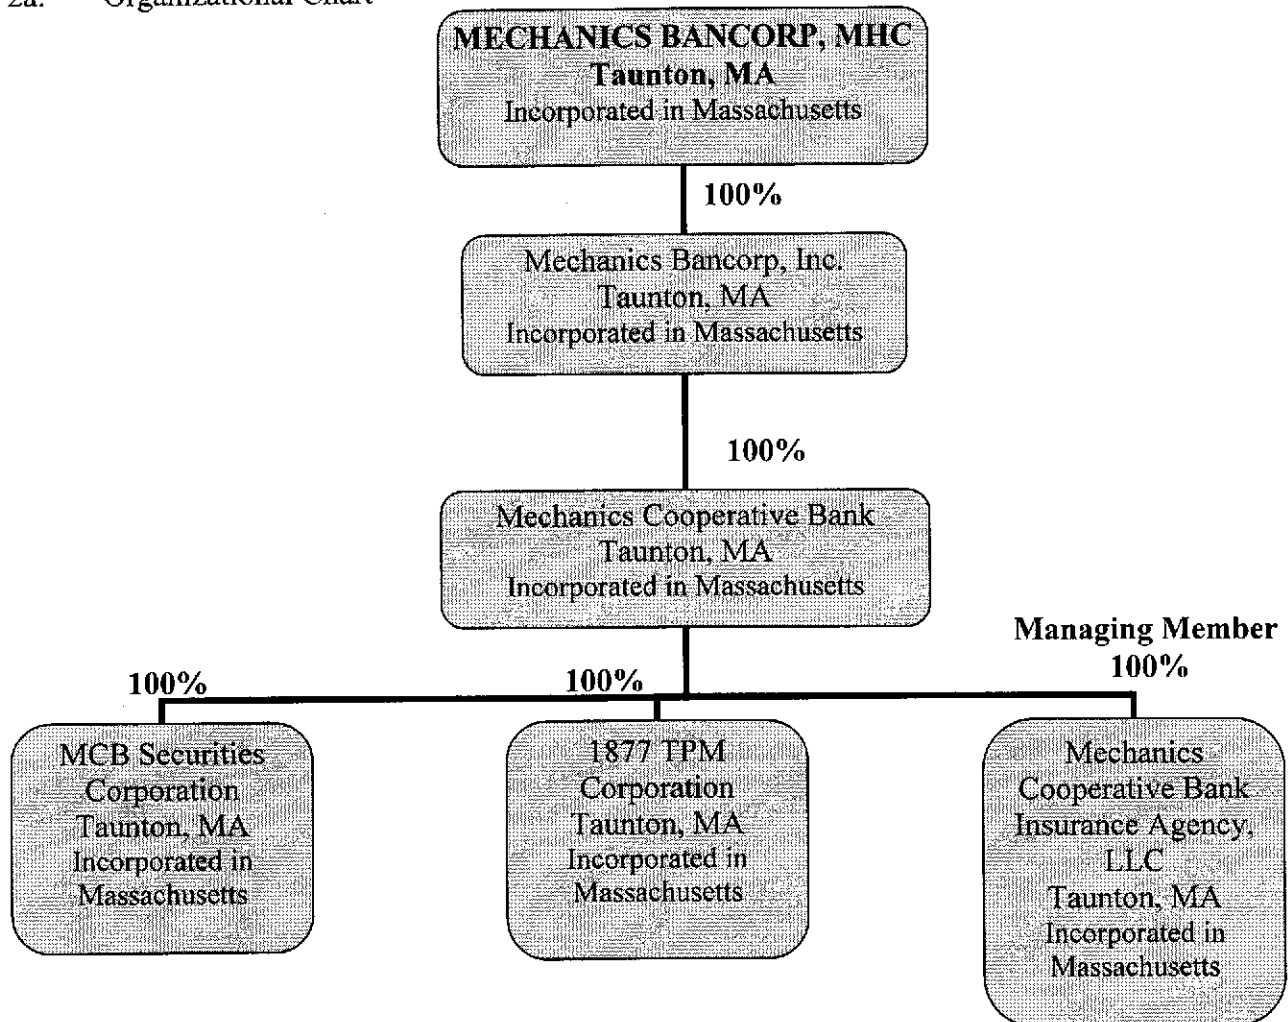 2a. Organizational Chart
MECHANICS BANCORP, MHC
Taunton, MA
Incorporated in Massachusetts
100%
Mechanics Bancorp, Inc.
Taunton, MA
Incorporated in Massachusetts
100%
Mechanics Cooperative Bank
Taunton, MA
Incorporated in Massachusetts
100%
100%
Managing Member
100%
MCB Securities
Corporation
Taunton, MA
Incorporated in
Massachusetts
1877 TPM
Corporation
Taunton, MA
Incorporated in
Massachusetts
Mechanics
Cooperative Bank
Insurance Agency,
LLC
Taunton, MA
Incorporated in
Massachusetts